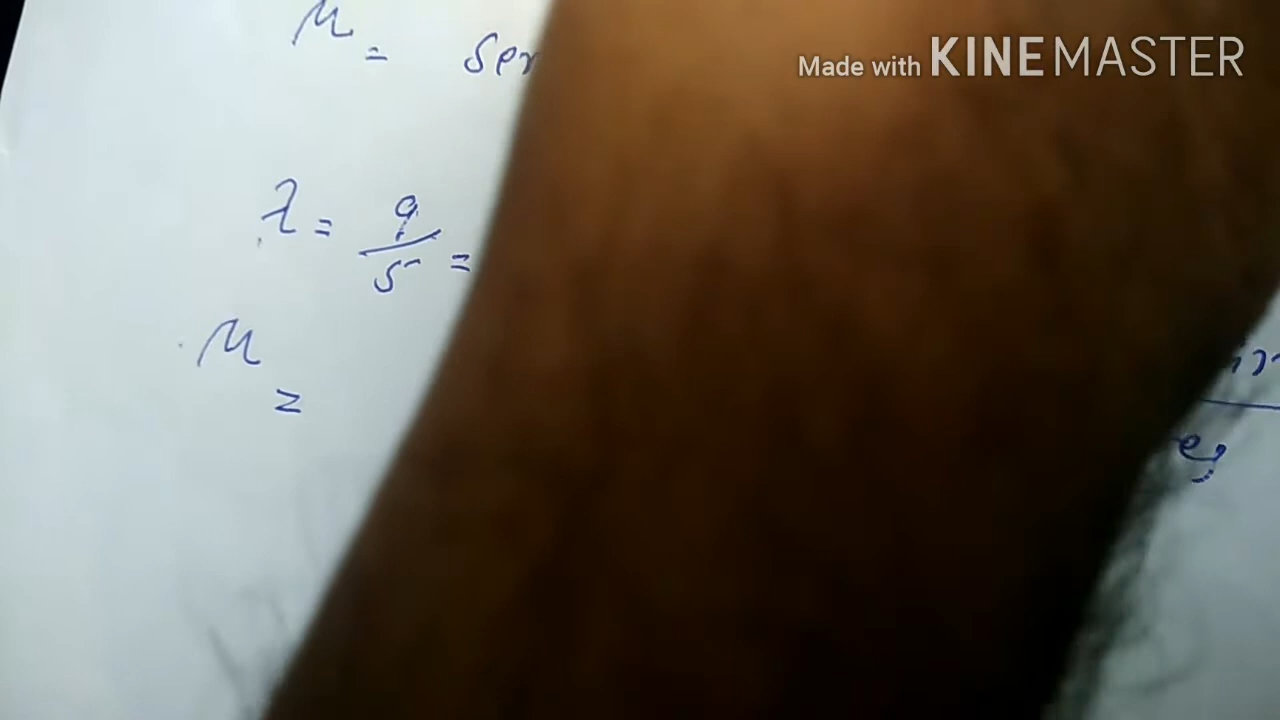 Made with KINEMASTER
μ = Ser
λ = 9/5 =
μ =